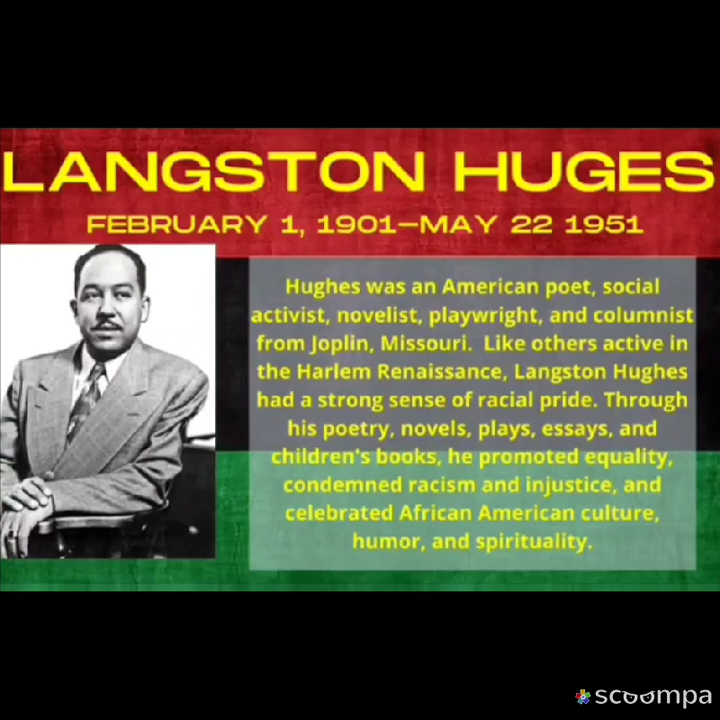 LANGSTON HUGES
FEBRUARY 1, 1901–MAY 22 1951
Hughes was an American poet, social
activist, novelist, playwright, and columnist
from Joplin, Missouri. Like others active in
the Harlem Renaissance, Langston Hughes
had a strong sense of racial pride. Through
his poetry, novels, plays, essays, and
children's books, he promoted equality,
condemned racism and injustice, and
celebrated African American culture,
humor, and spirituality.
scoompa